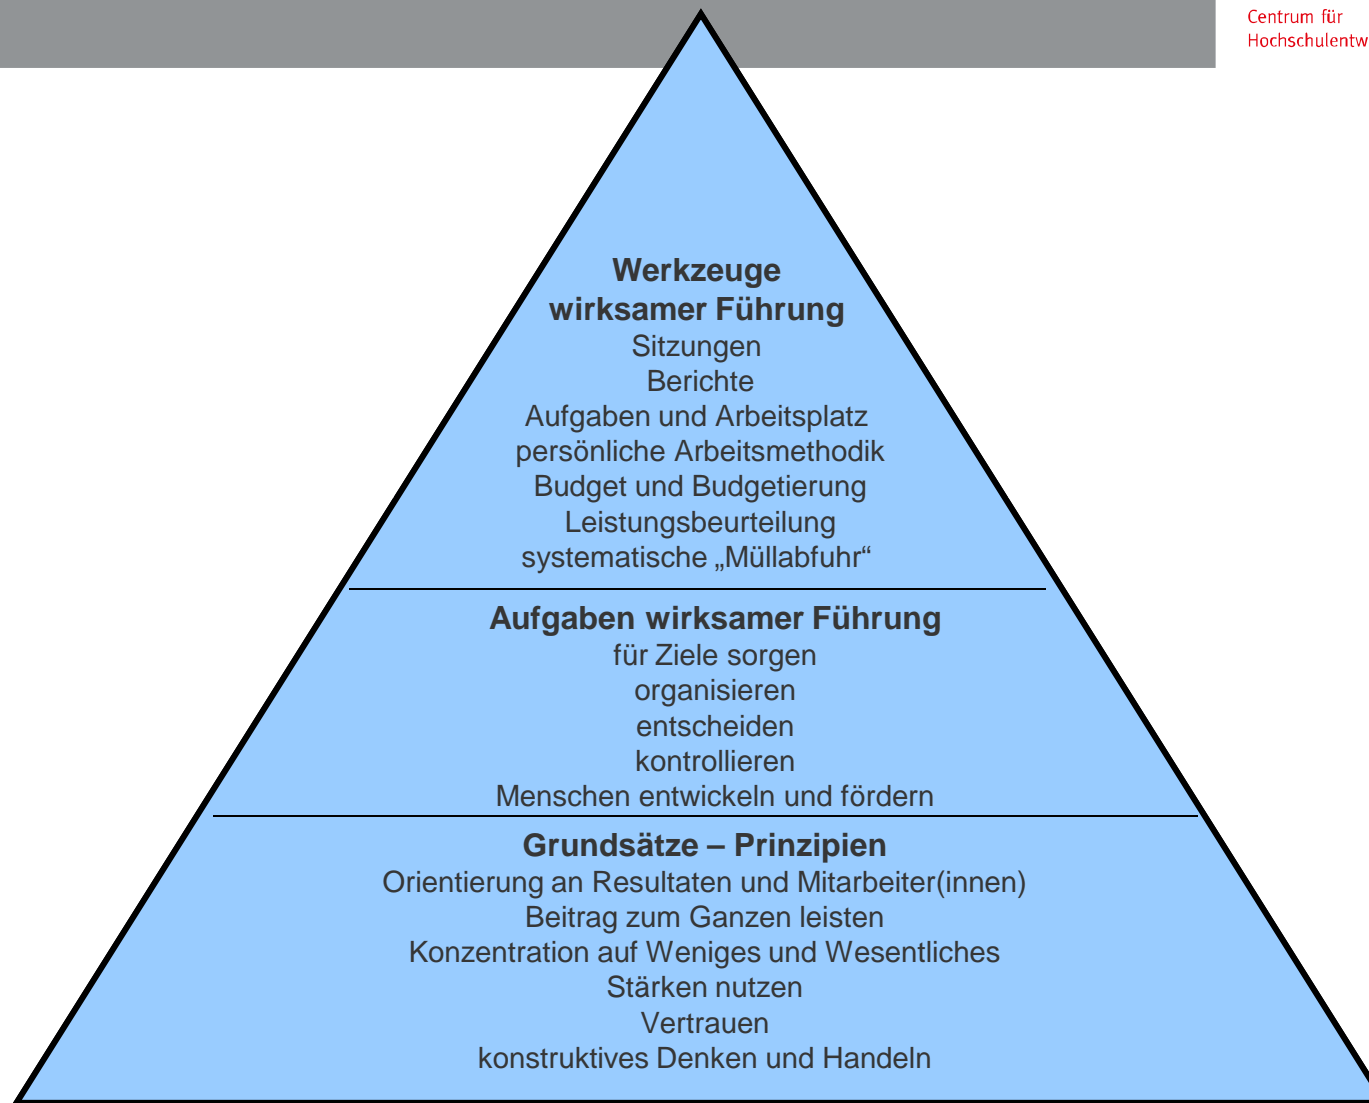 Centrum für
Werkzeuge
wirksamer Führung
Sitzungen
Berichte
Aufgaben und Arbeitsplatz
persönliche Arbeitsmethodik
Budget und Budgetierung
Leistungsbeurteilung
systematische „Müllabfuhr“
Aufgaben wirksamer Führung
für Ziele sorgen
organisieren
entscheiden
kontrollieren
Menschen entwickeln und fördern
Grundsätze – Prinzipien
Orientierung an Resultaten und Mitarbeiter(innen)
Beitrag zum Ganzen leisten
Konzentration auf Weniges und Wesentliches
Stärken nutzen
Vertrauen
konstruktives Denken und Handeln